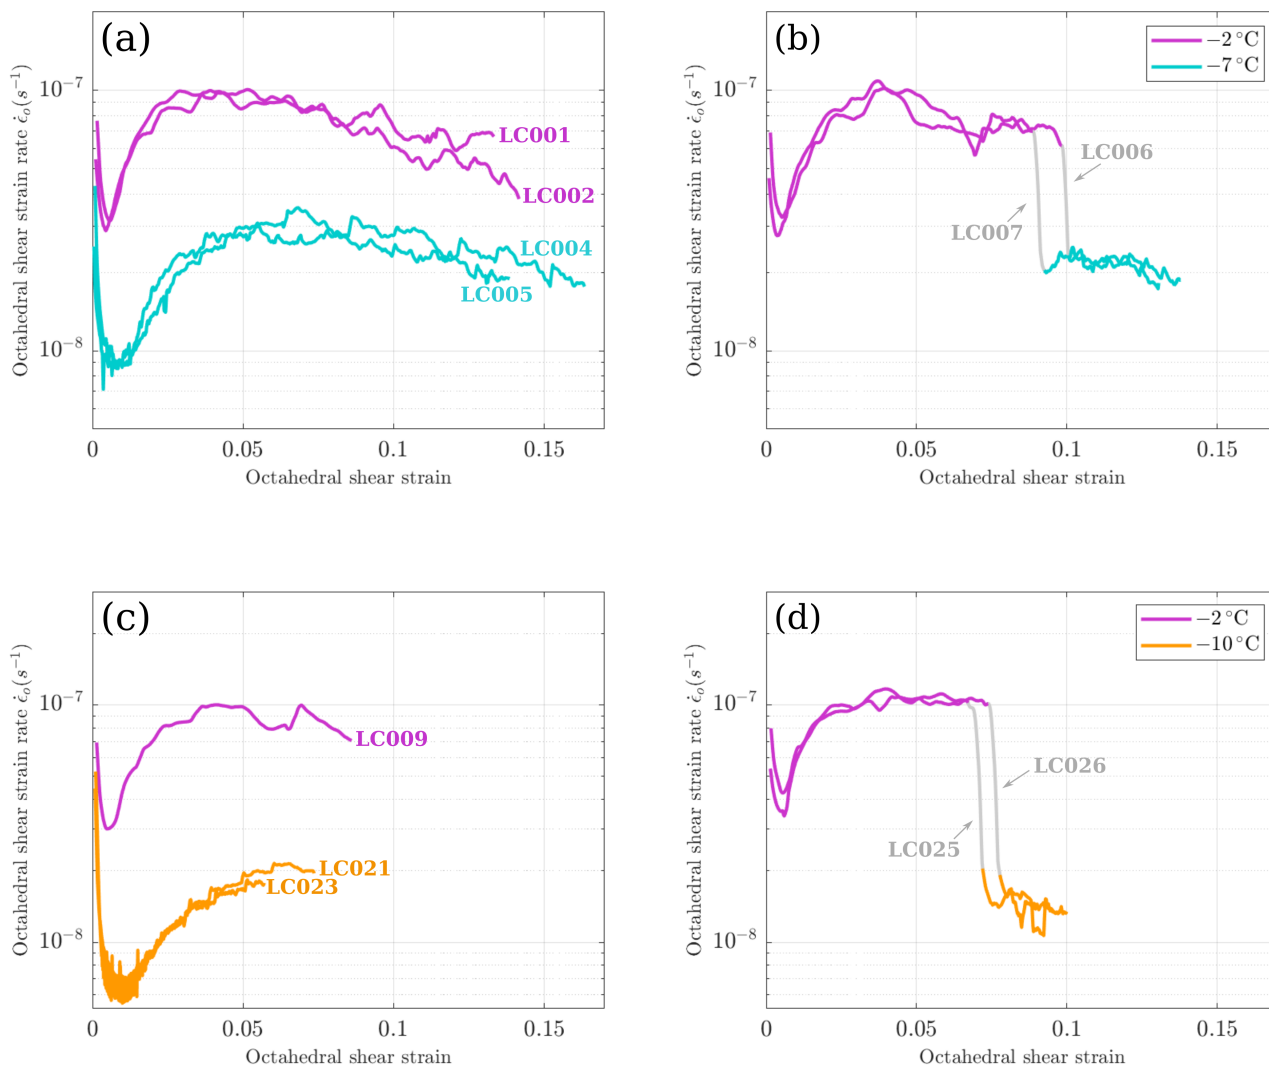 (a)
10⁻⁷
10⁻⁸
Octahedral shear strain rate ε̇ₒ(s⁻¹)
LC001
LC002
LC004
LC005
0 0.05 0.1 0.15
Octahedral shear strain
(b)
−2 °C
−7 °C
10⁻⁷
10⁻⁸
Octahedral shear strain rate ε̇ₒ(s⁻¹)
LC006
LC007
0 0.05 0.1 0.15
Octahedral shear strain
(c)
10⁻⁷
10⁻⁸
Octahedral shear strain rate ε̇ₒ(s⁻¹)
LC009
LC021
LC023
0 0.05 0.1 0.15
Octahedral shear strain
(d)
−2 °C
−10 °C
10⁻⁷
10⁻⁸
Octahedral shear strain rate ε̇ₒ(s⁻¹)
LC026
LC025
0 0.05 0.1 0.15
Octahedral shear strain